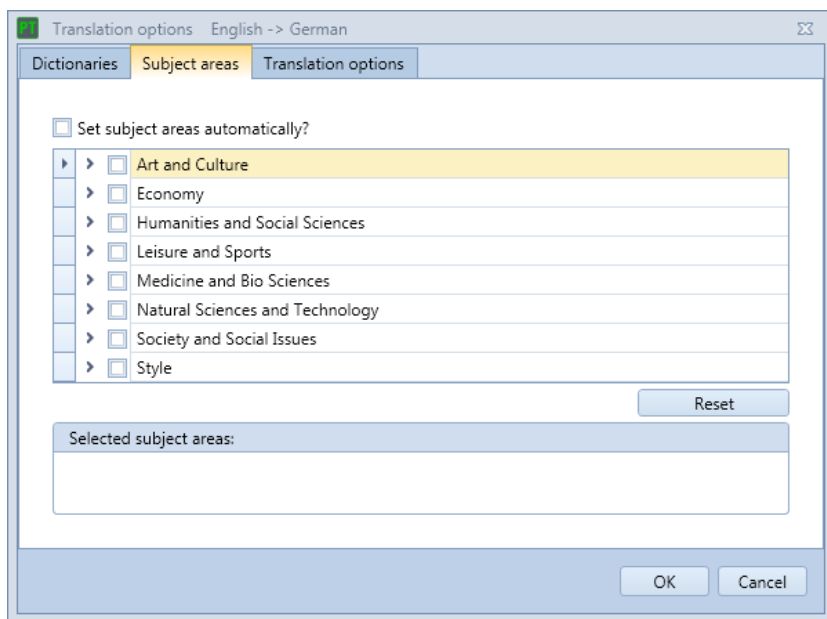 PT Translation options English -> German
Dictionaries Subject areas Translation options
Set subject areas automatically?
Art and Culture
Economy
Humanities and Social Sciences
Leisure and Sports
Medicine and Bio Sciences
Natural Sciences and Technology
Society and Social Issues
Style
Reset
Selected subject areas:
OK Cancel